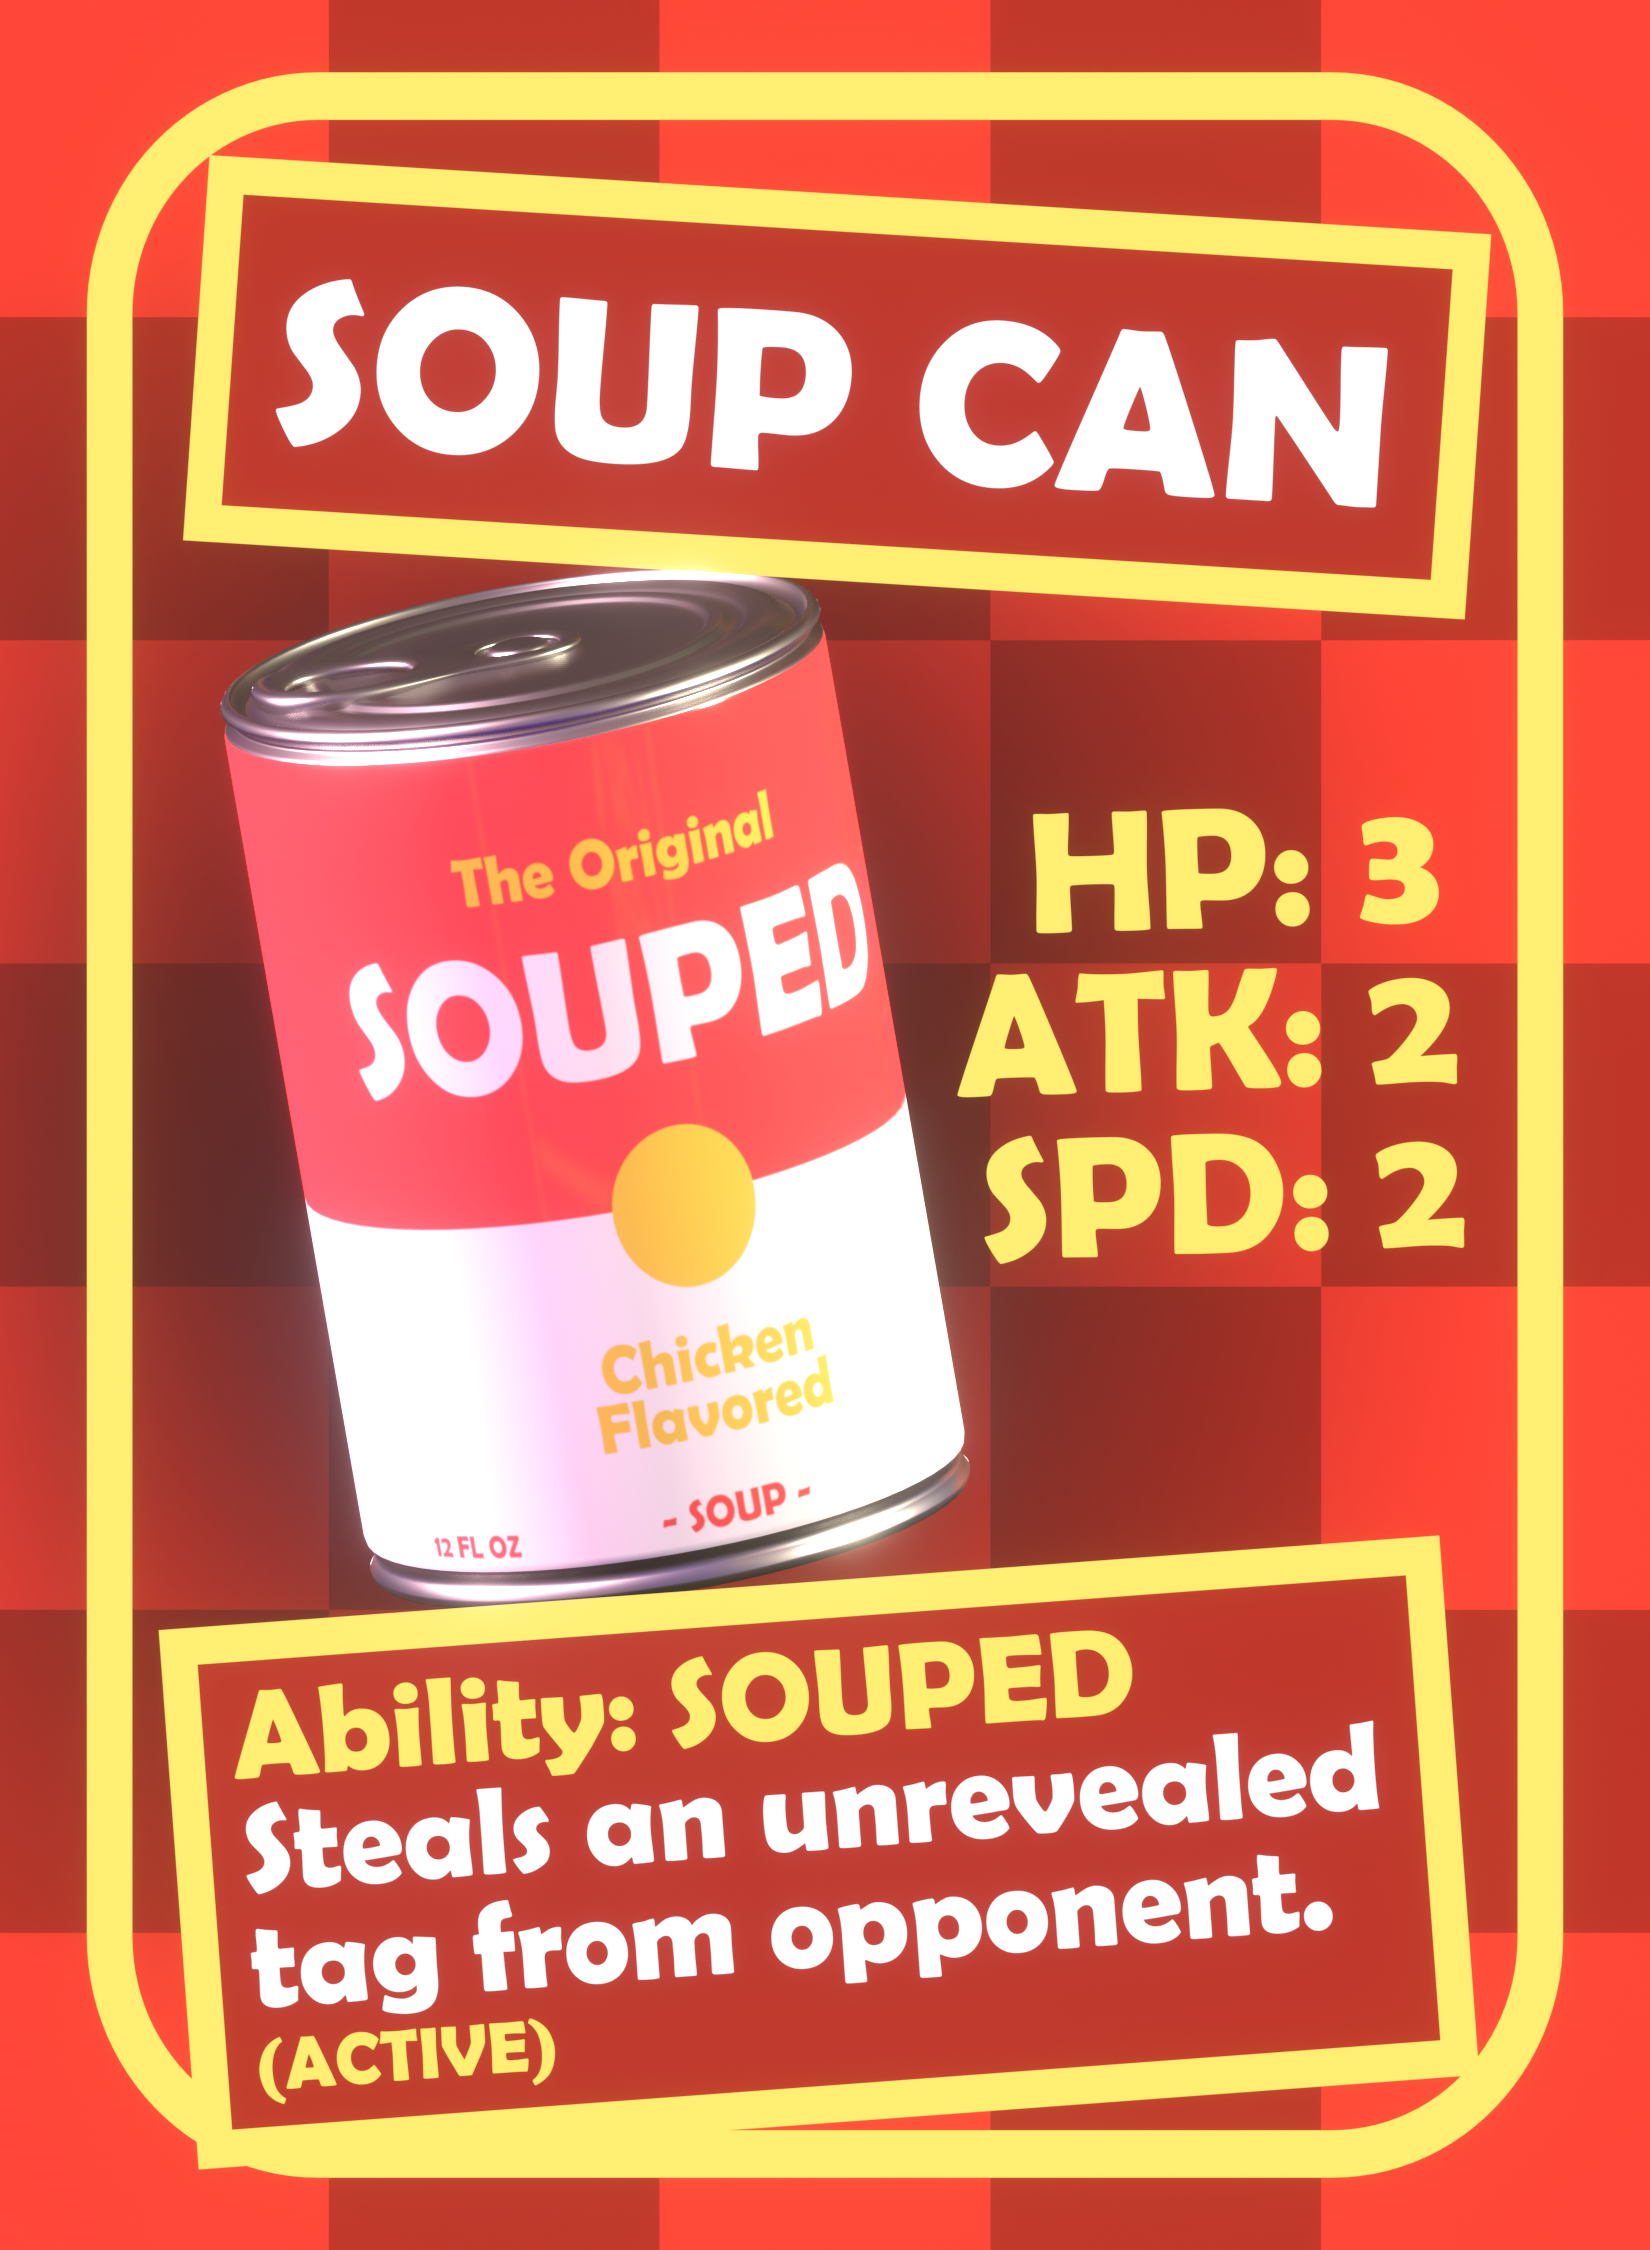 SOUP CAN
The Original
SOUPED
Chicken
Flavored
- SOUP -
12 FL OZ
HP: 3
ATK: 2
SPD: 2
Ability: SOUPED
Steals an unrevealed
tag from opponent.
(ACTIVE)